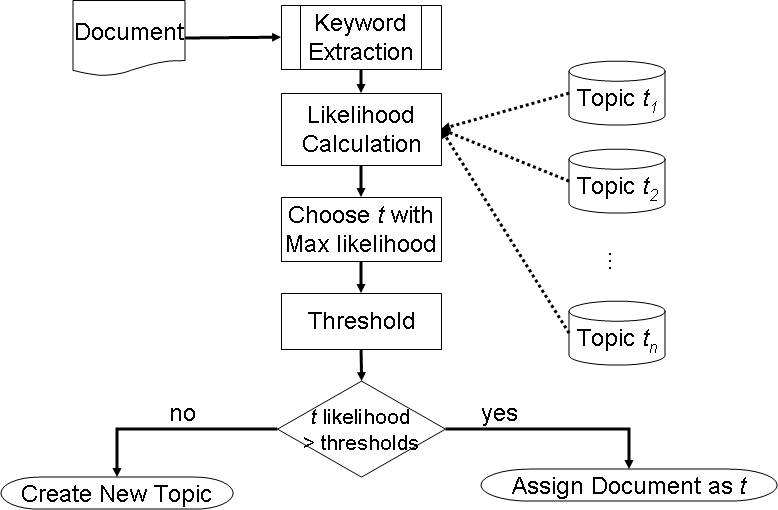 Document
Keyword
Extraction
Likelihood
Calculation
Topic t1
Topic t2
Choose t with
Max likelihood
⋮
Threshold
Topic tn
t likelihood
> thresholds
no
yes
Create New Topic
Assign Document as t